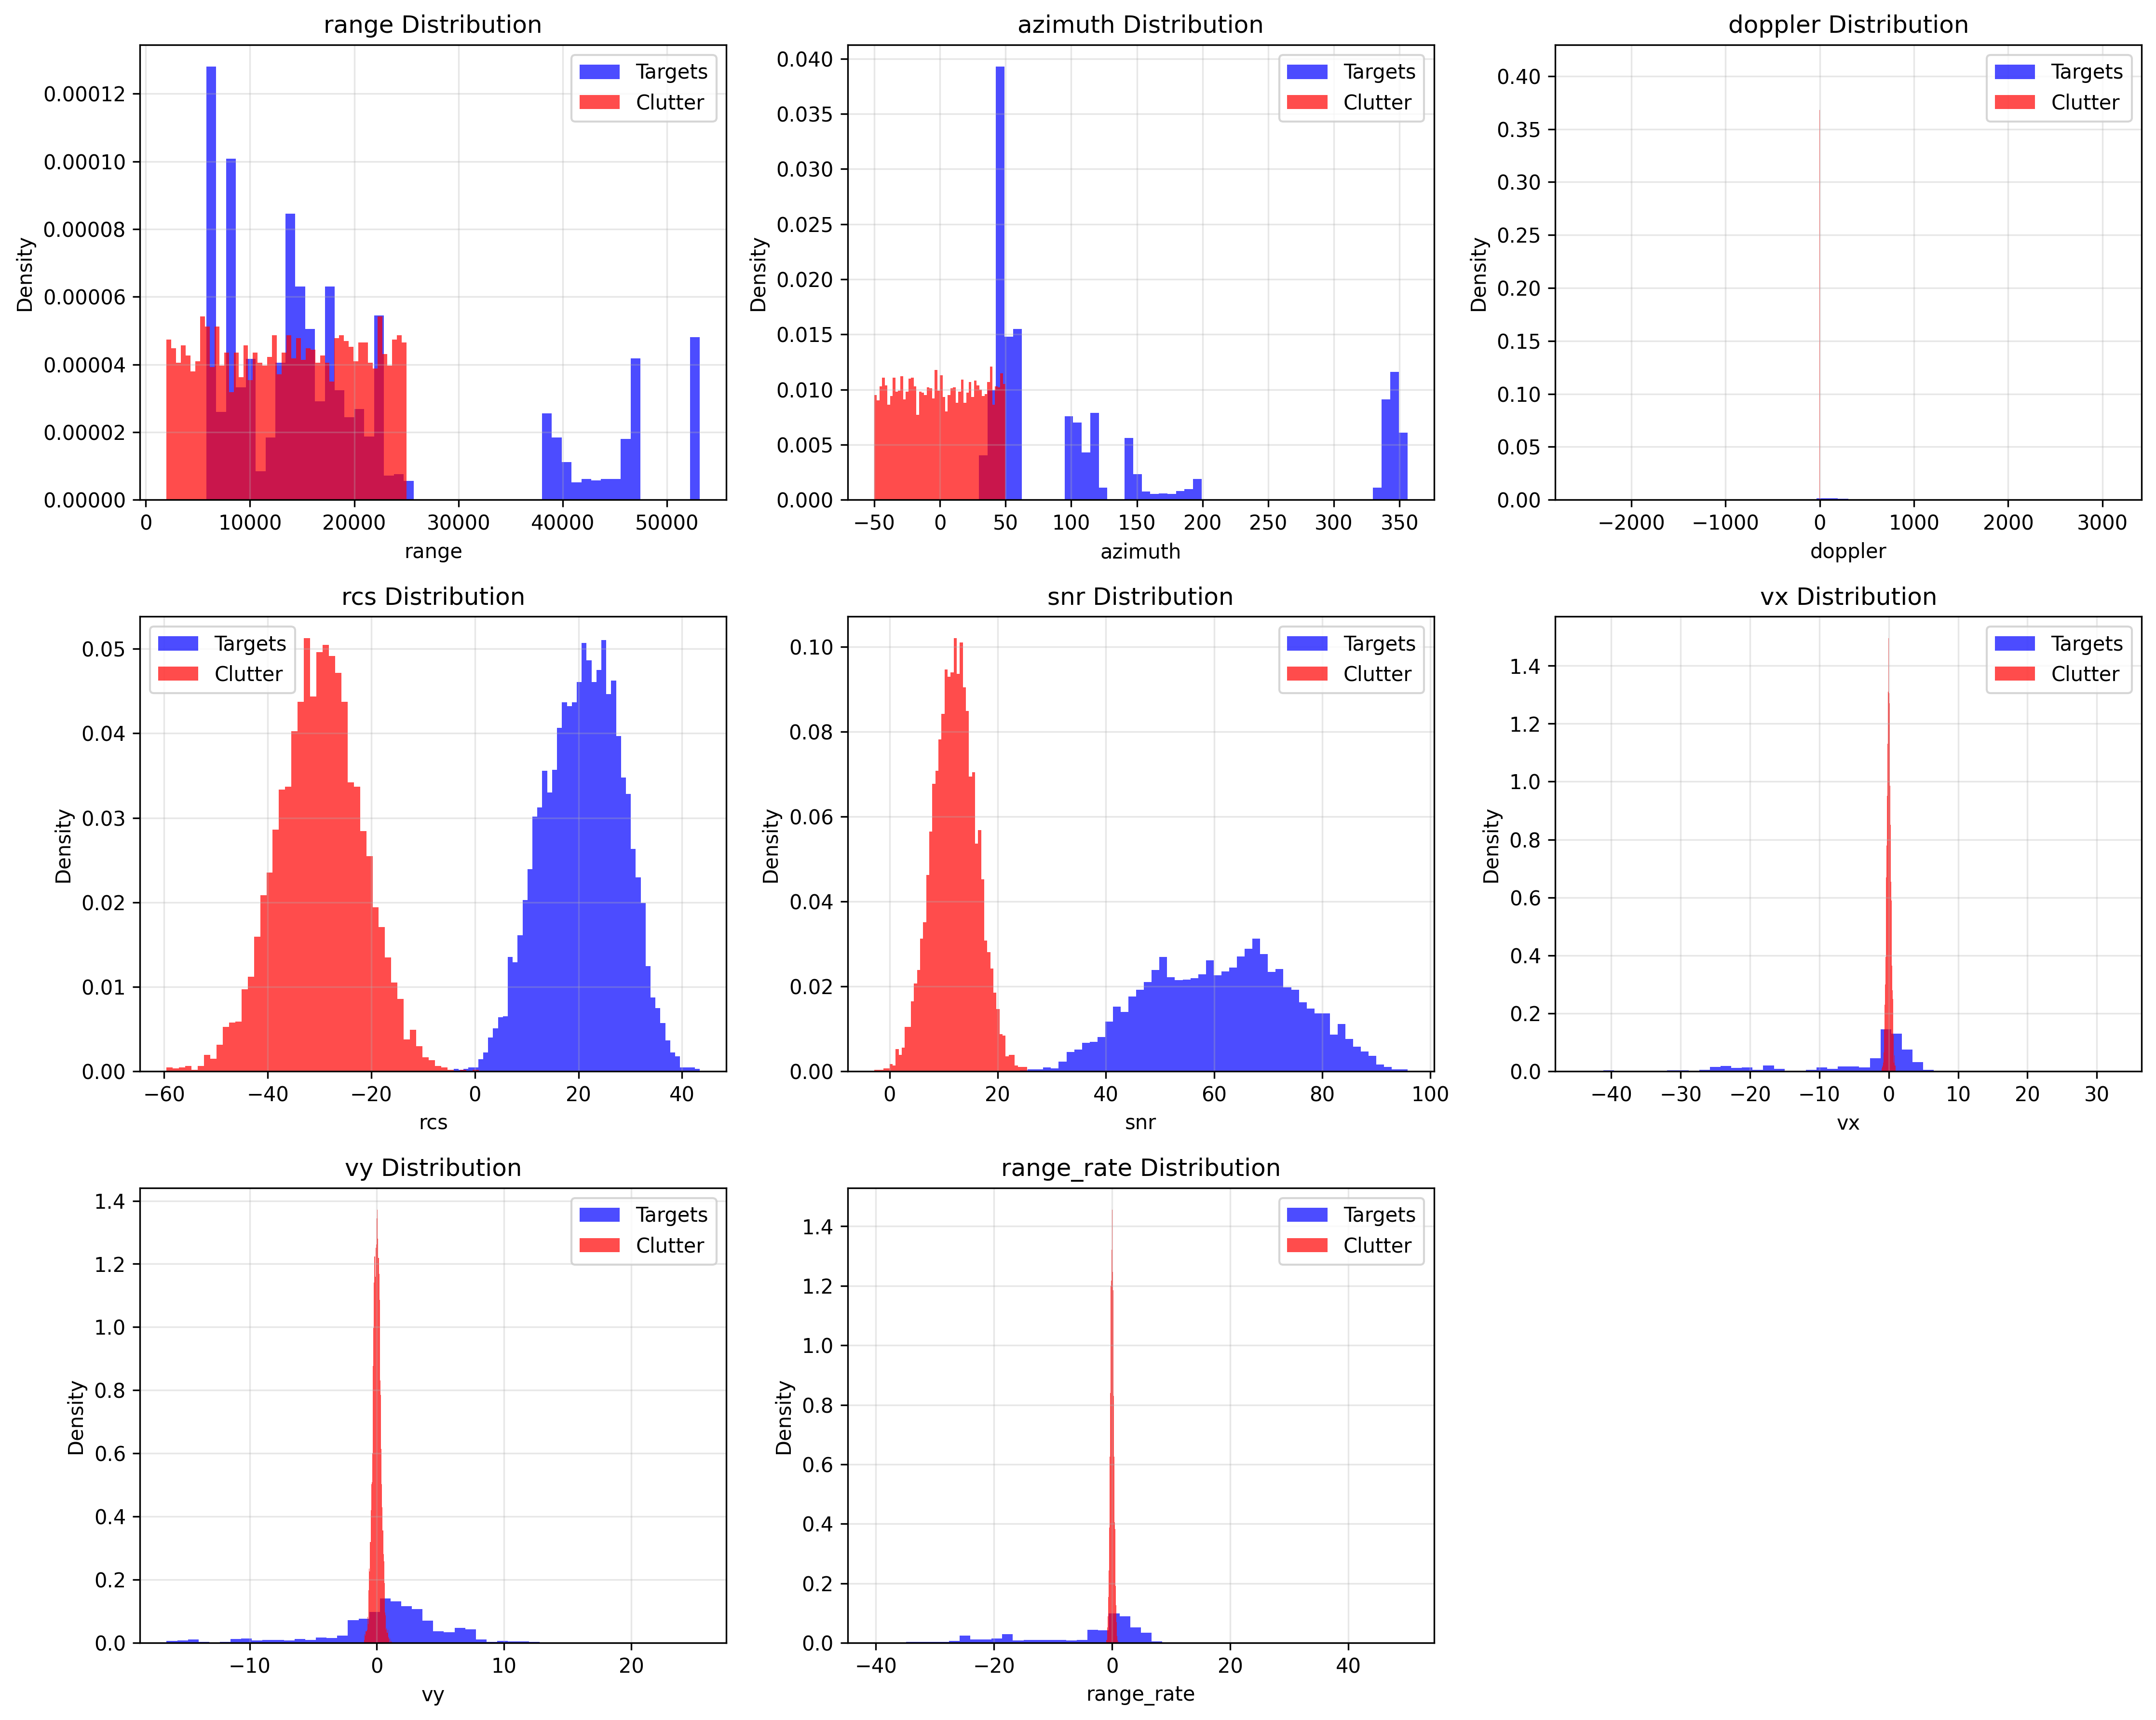 range Distribution
Density
0.00012
0.00010
0.00008
0.00006
0.00004
0.00002
0.00000
0 10000 20000 30000 40000 50000
range
Targets
Clutter
azimuth Distribution
Density
0.040
0.035
0.030
0.025
0.020
0.015
0.010
0.005
0.000
−50 0 50 100 150 200 250 300 350
azimuth
Targets
Clutter
doppler Distribution
Density
0.40
0.35
0.30
0.25
0.20
0.15
0.10
0.05
0.00
−2000 −1000 0 1000 2000 3000
doppler
Targets
Clutter
rcs Distribution
Density
0.05
0.04
0.03
0.02
0.01
0.00
−60 −40 −20 0 20 40
rcs
Targets
Clutter
snr Distribution
Density
0.10
0.08
0.06
0.04
0.02
0.00
0 20 40 60 80 100
snr
Targets
Clutter
vx Distribution
Density
1.4
1.2
1.0
0.8
0.6
0.4
0.2
0.0
−40 −30 −20 −10 0 10 20 30
vx
Targets
Clutter
vy Distribution
Density
1.4
1.2
1.0
0.8
0.6
0.4
0.2
0.0
−10 0 10 20
vy
Targets
Clutter
range_rate Distribution
Density
1.4
1.2
1.0
0.8
0.6
0.4
0.2
0.0
−40 −20 0 20 40
range_rate
Targets
Clutter